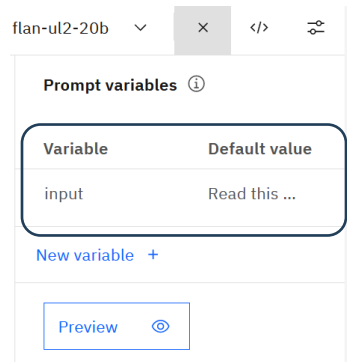 flan-ul2-20b </>
Prompt variables
Variable Default value
input Read this ...
New variable +
Preview